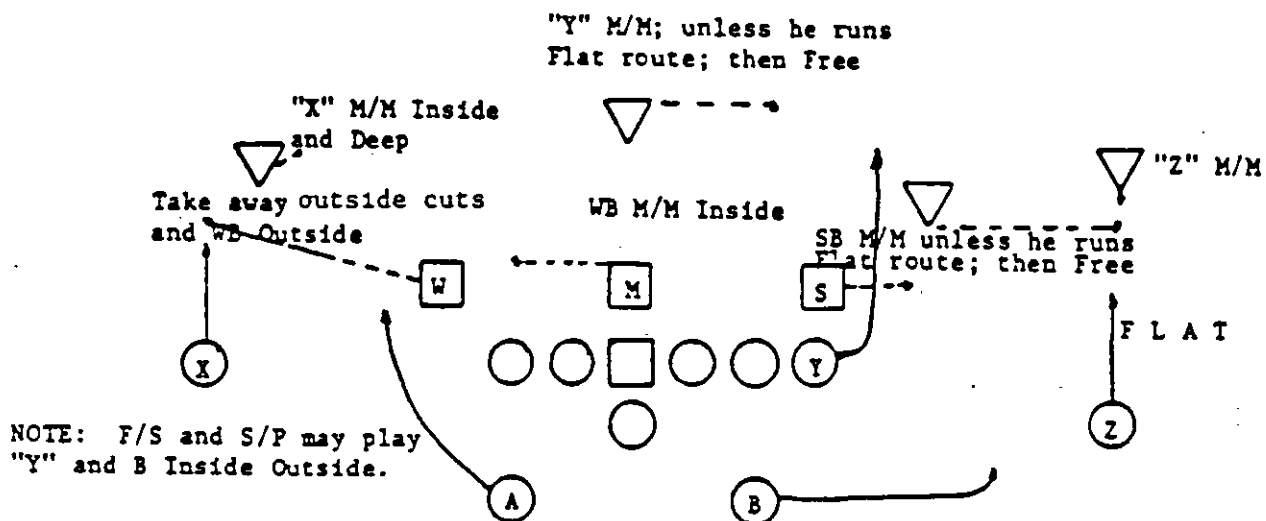 "Y" M/M; unless he runs
Flat route; then Free
"X" M/M Inside
and Deep
"Z" M/M
Take away outside cuts
and WB Outside
WB M/M Inside
SB M/M unless he runs
Flat route; then Free
W
M
S
F L A T
X
Y
Z
NOTE: F/S and S/P may play
"Y" and B Inside Outside.
A
B